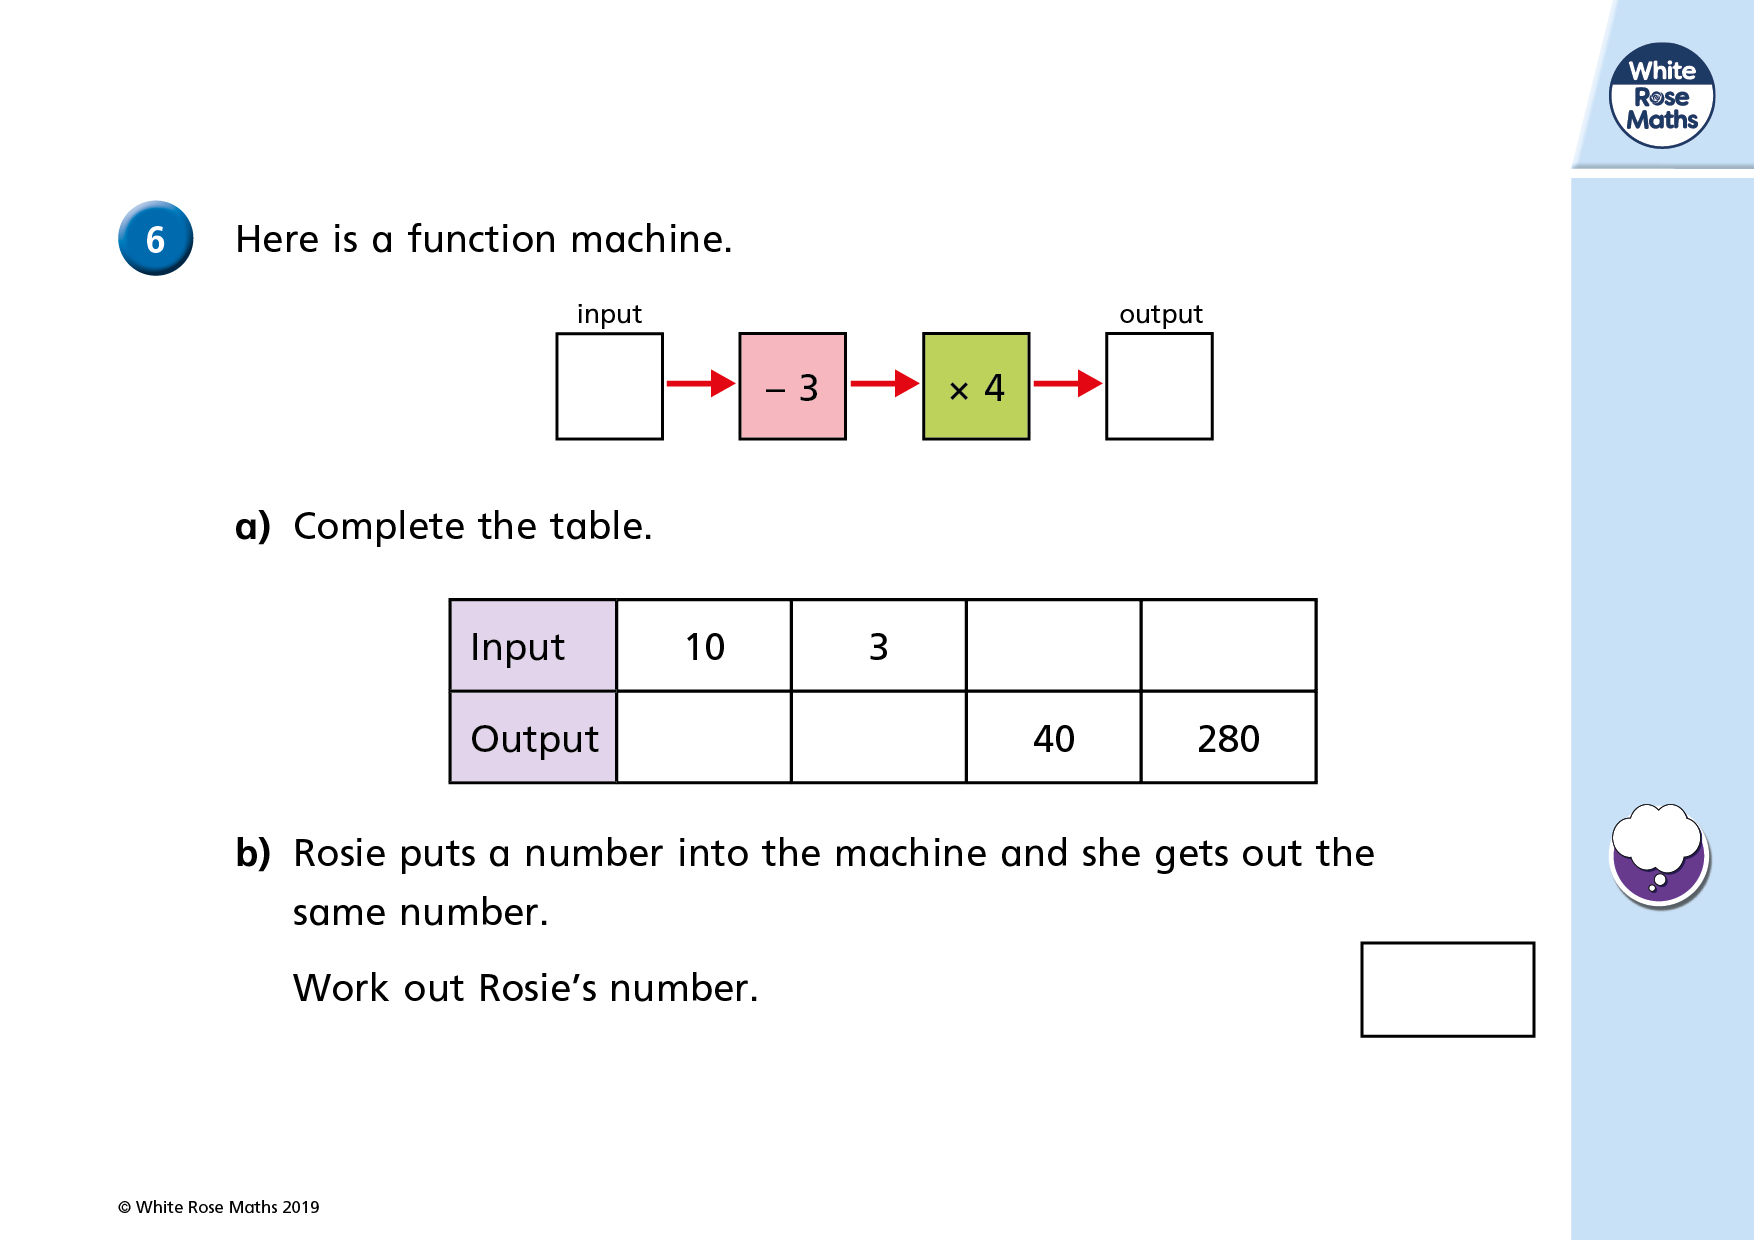 White
Rose
Maths
6 Here is a function machine.
input output
– 3 × 4
a) Complete the table.
Input 10 3
Output 40 280
b) Rosie puts a number into the machine and she gets out the
same number.
Work out Rosie’s number.
© White Rose Maths 2019